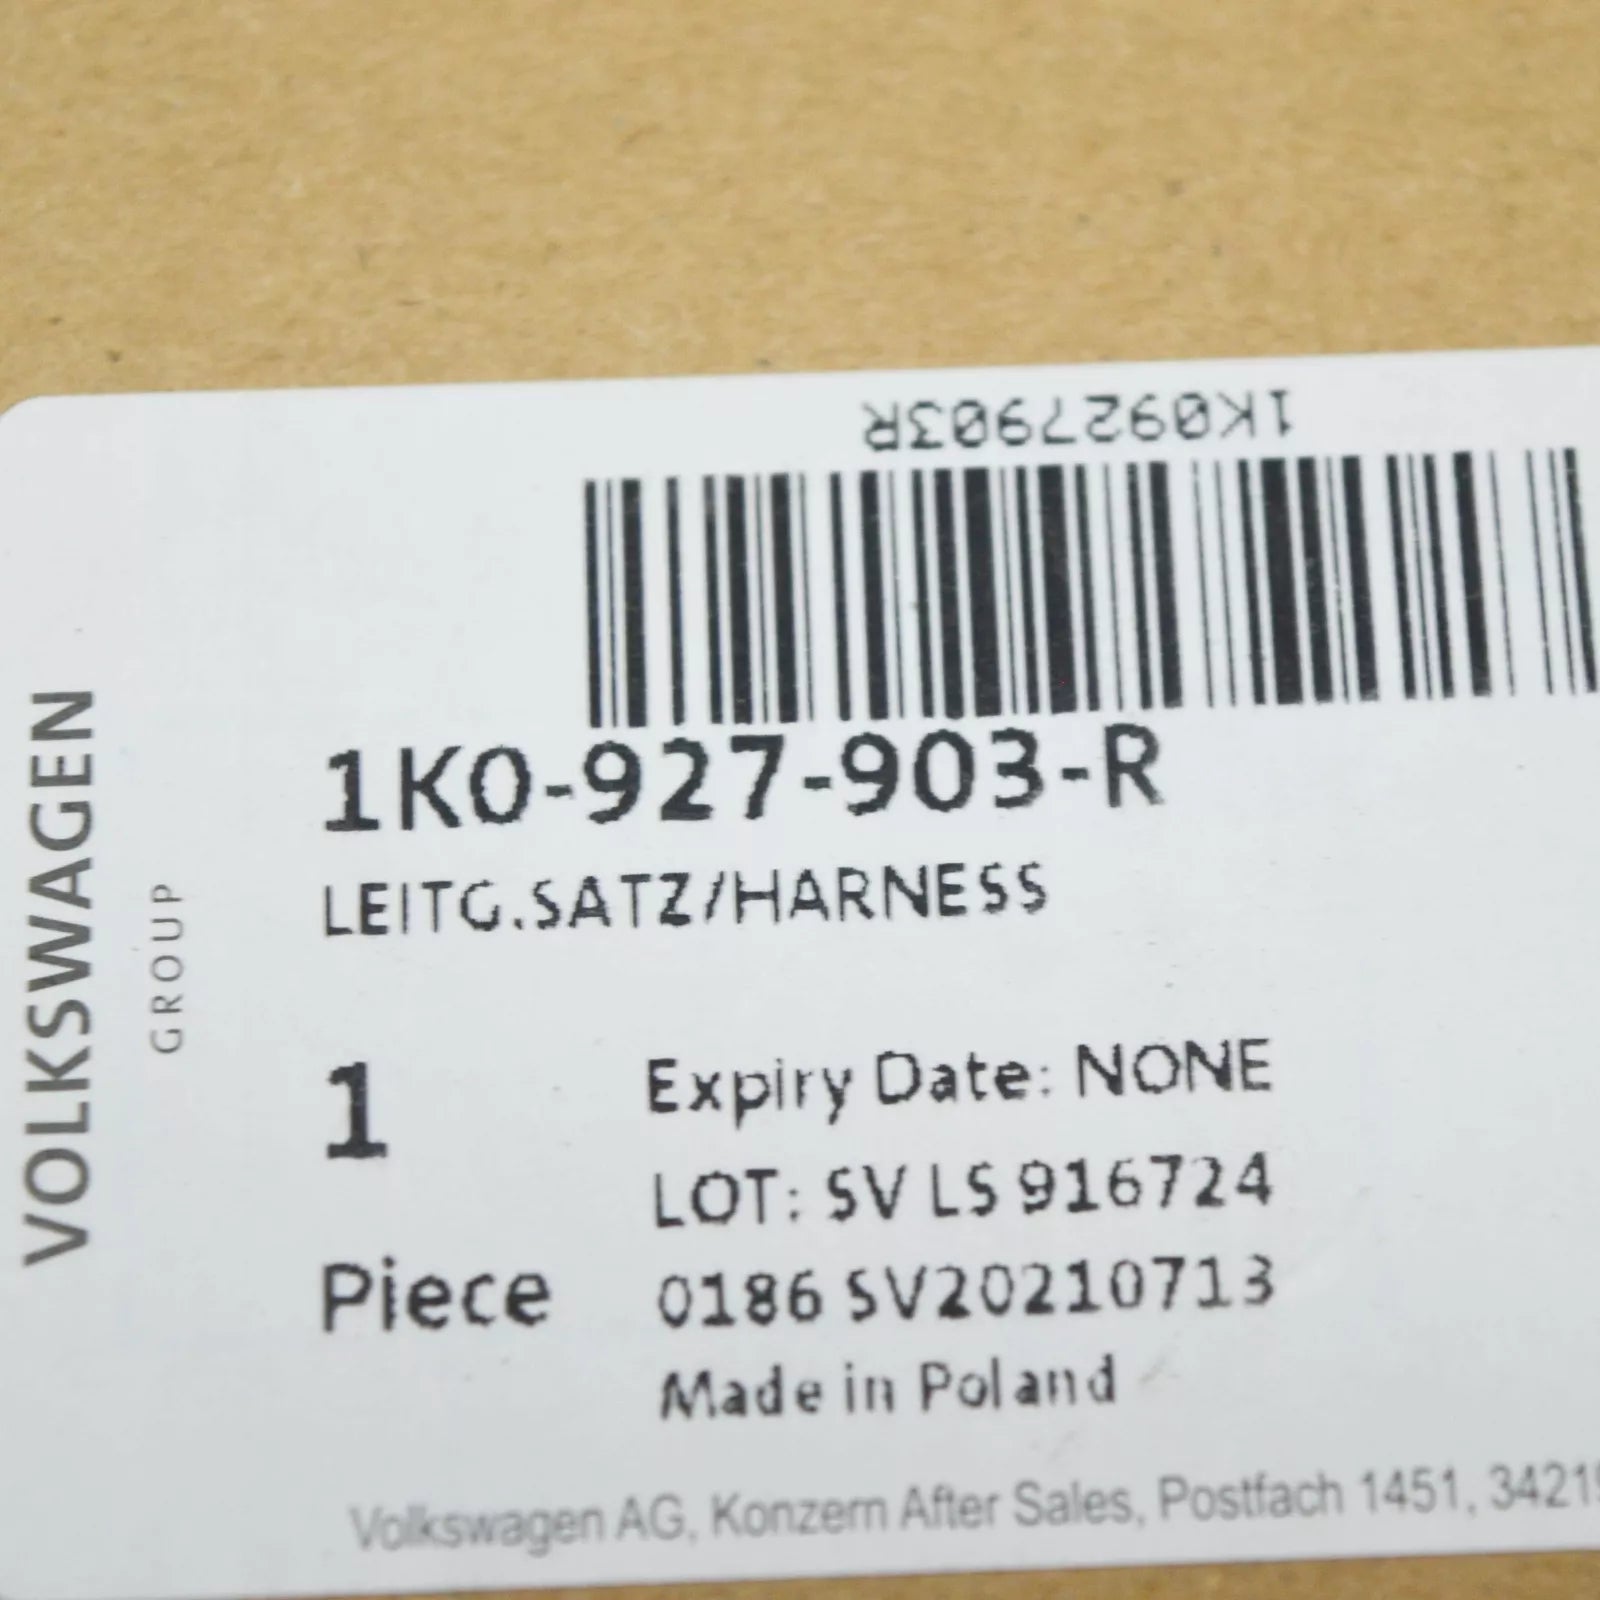 1K0927903R
1K0-927-903-R
LEITG.SATZ/HARNESS
1
Piece
Expiry Date: NONE
LOT: SV LS 916724
0186 SV20210713
Made in Poland
Volkswagen AG, Konzern After Sales, Postfach 1451, 34219
VOLKSWAGEN
GROUP